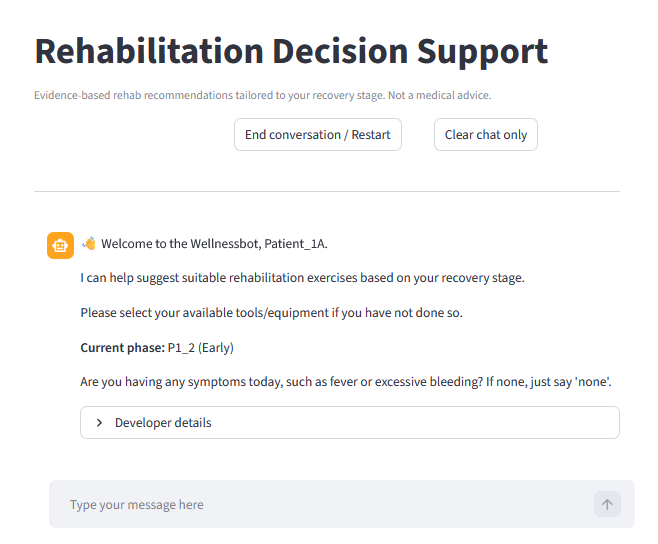 Rehabilitation Decision Support
Evidence-based rehab recommendations tailored to your recovery stage. Not a medical advice.
End conversation / Restart
Clear chat only
👋 Welcome to the Wellnessbot, Patient_1A.
I can help suggest suitable rehabilitation exercises based on your recovery stage.
Please select your available tools/equipment if you have not done so.
Current phase: P1_2 (Early)
Are you having any symptoms today, such as fever or excessive bleeding? If none, just say 'none'.
Developer details
Type your message here